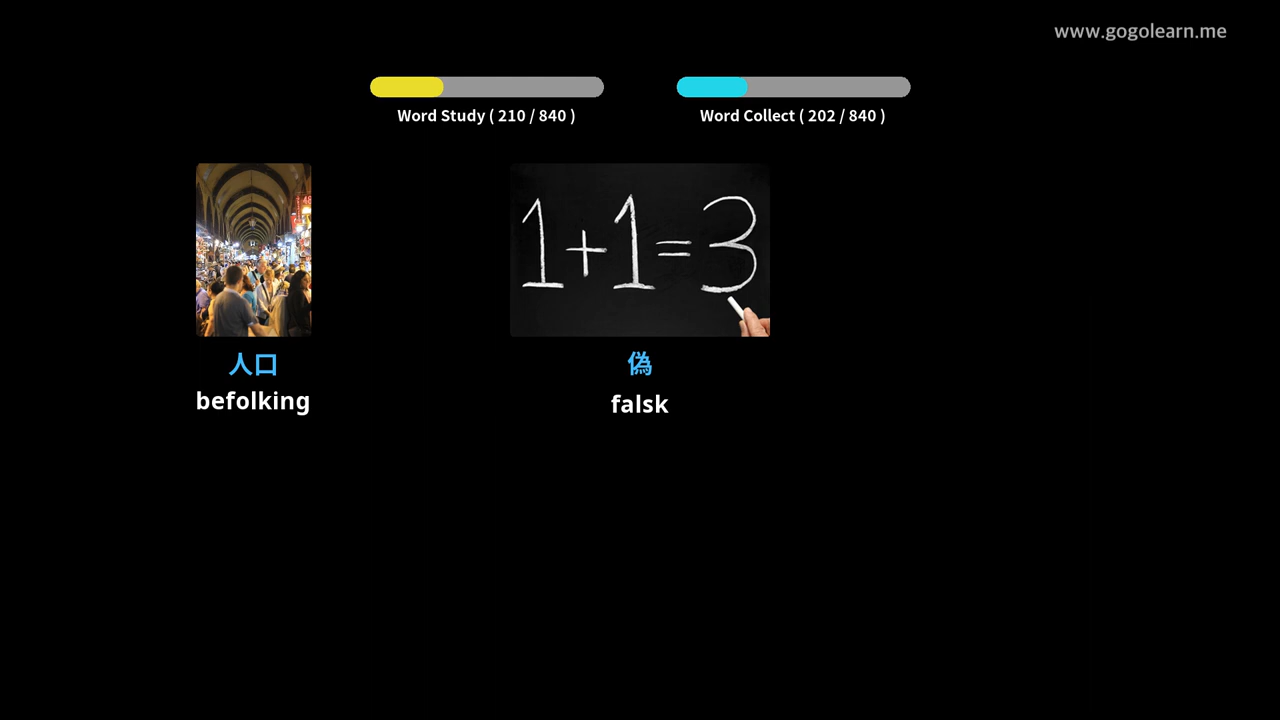 www.gogolearn.me
Word Study ( 210 / 840 )
Word Collect ( 202 / 840 )
1+1=3
人口
befolking
偽
falsk